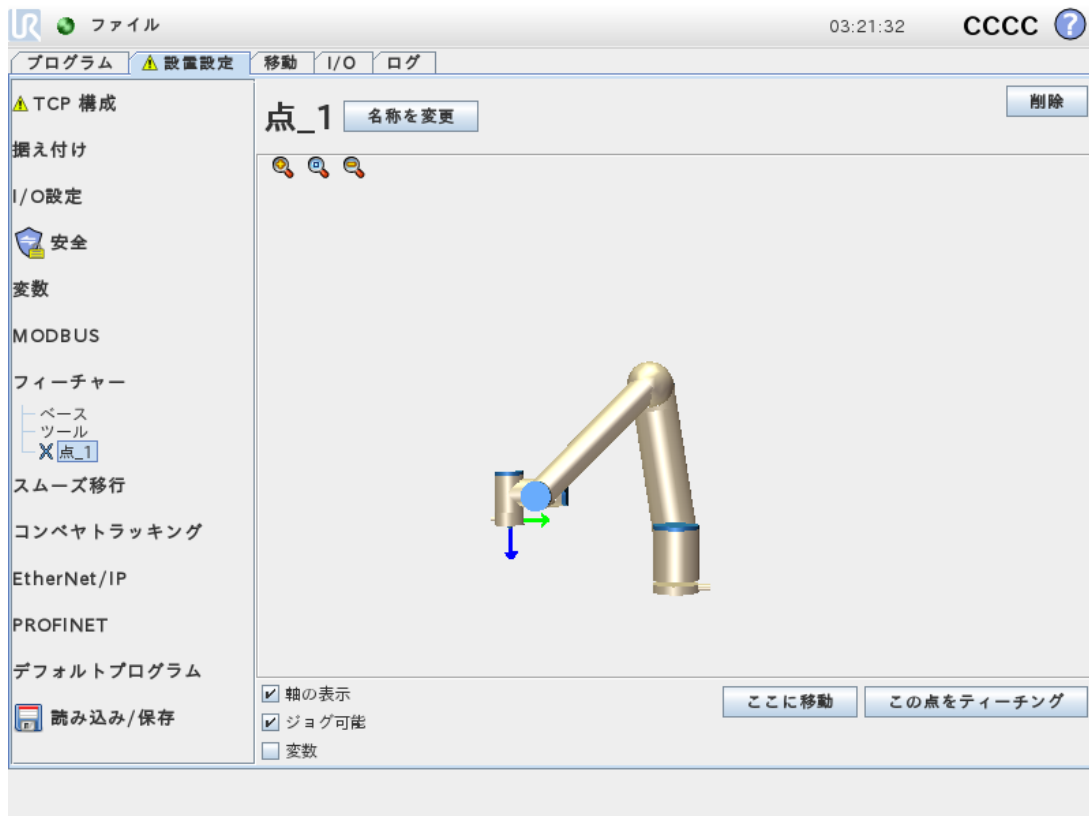 UR ファイル 03:21:32 CCCC ?
プログラム 設置設定 移動 I/O ログ
TCP 構成
据え付け
I/O設定
安全
変数
MODBUS
フィーチャー
ベース
ツール
点_1
スムーズ移行
コンベヤトラッキング
EtherNet/IP
PROFINET
デフォルトプログラム
読み込み/保存
点_1 名称を変更 削除
軸の表示
ジョグ可能
変数
ここに移動 この点をティーチング